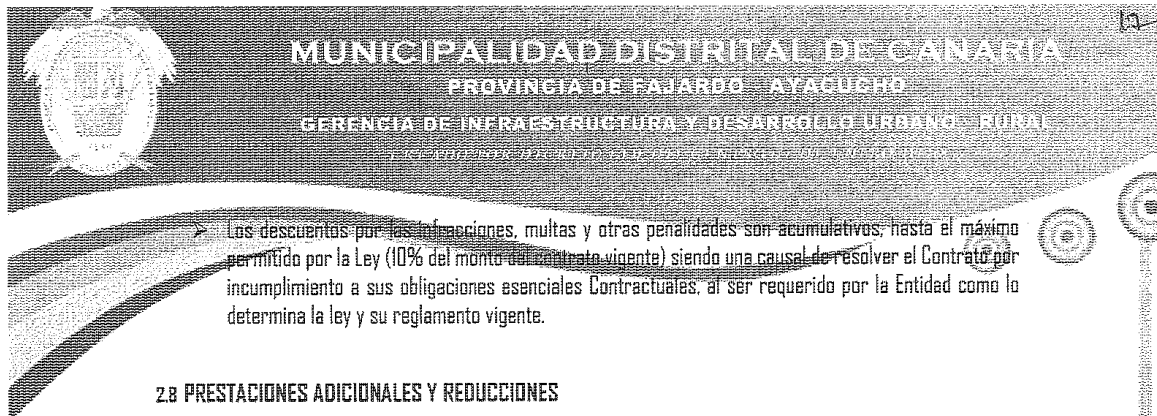 MUNICIPALIDAD DISTRITAL DE CANARIA
PROVINCIA DE FAJARDO AYACUCHO
GERENCIA DE INFRAESTRUCTURA Y DESARROLLO URBANO RURAL
➢ Los descuentos por las infracciones, multas y otras penalidades son acumulativos, hasta el máximo
permitido por la Ley (10% del monto del contrato vigente) siendo una causal de resolver el Contrato por
incumplimiento a sus obligaciones esenciales Contractuales, al ser requerido por la Entidad como lo
determina la ley y su reglamento vigente.
2.8 PRESTACIONES ADICIONALES Y REDUCCIONES